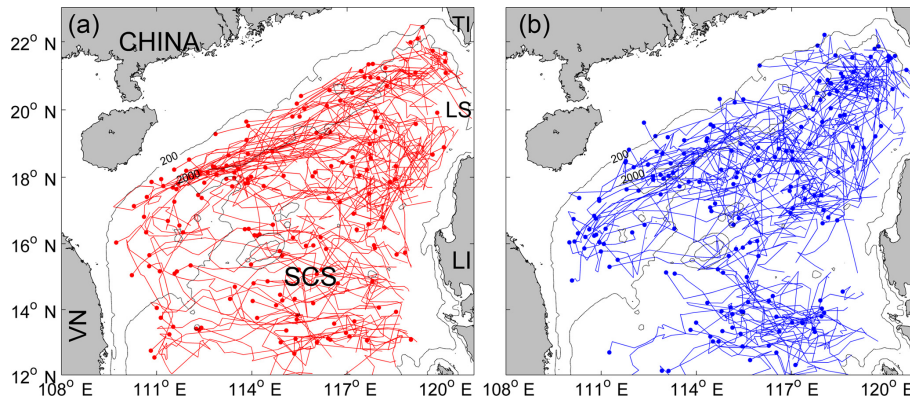 (a)
CHINA
TI
LS
200
2000
SCS
LI
VN
22° N
20° N
18° N
16° N
14° N
12° N
108° E
111° E
114° E
117° E
120° E
(b)
200
2000
108° E
111° E
114° E
117° E
120° E